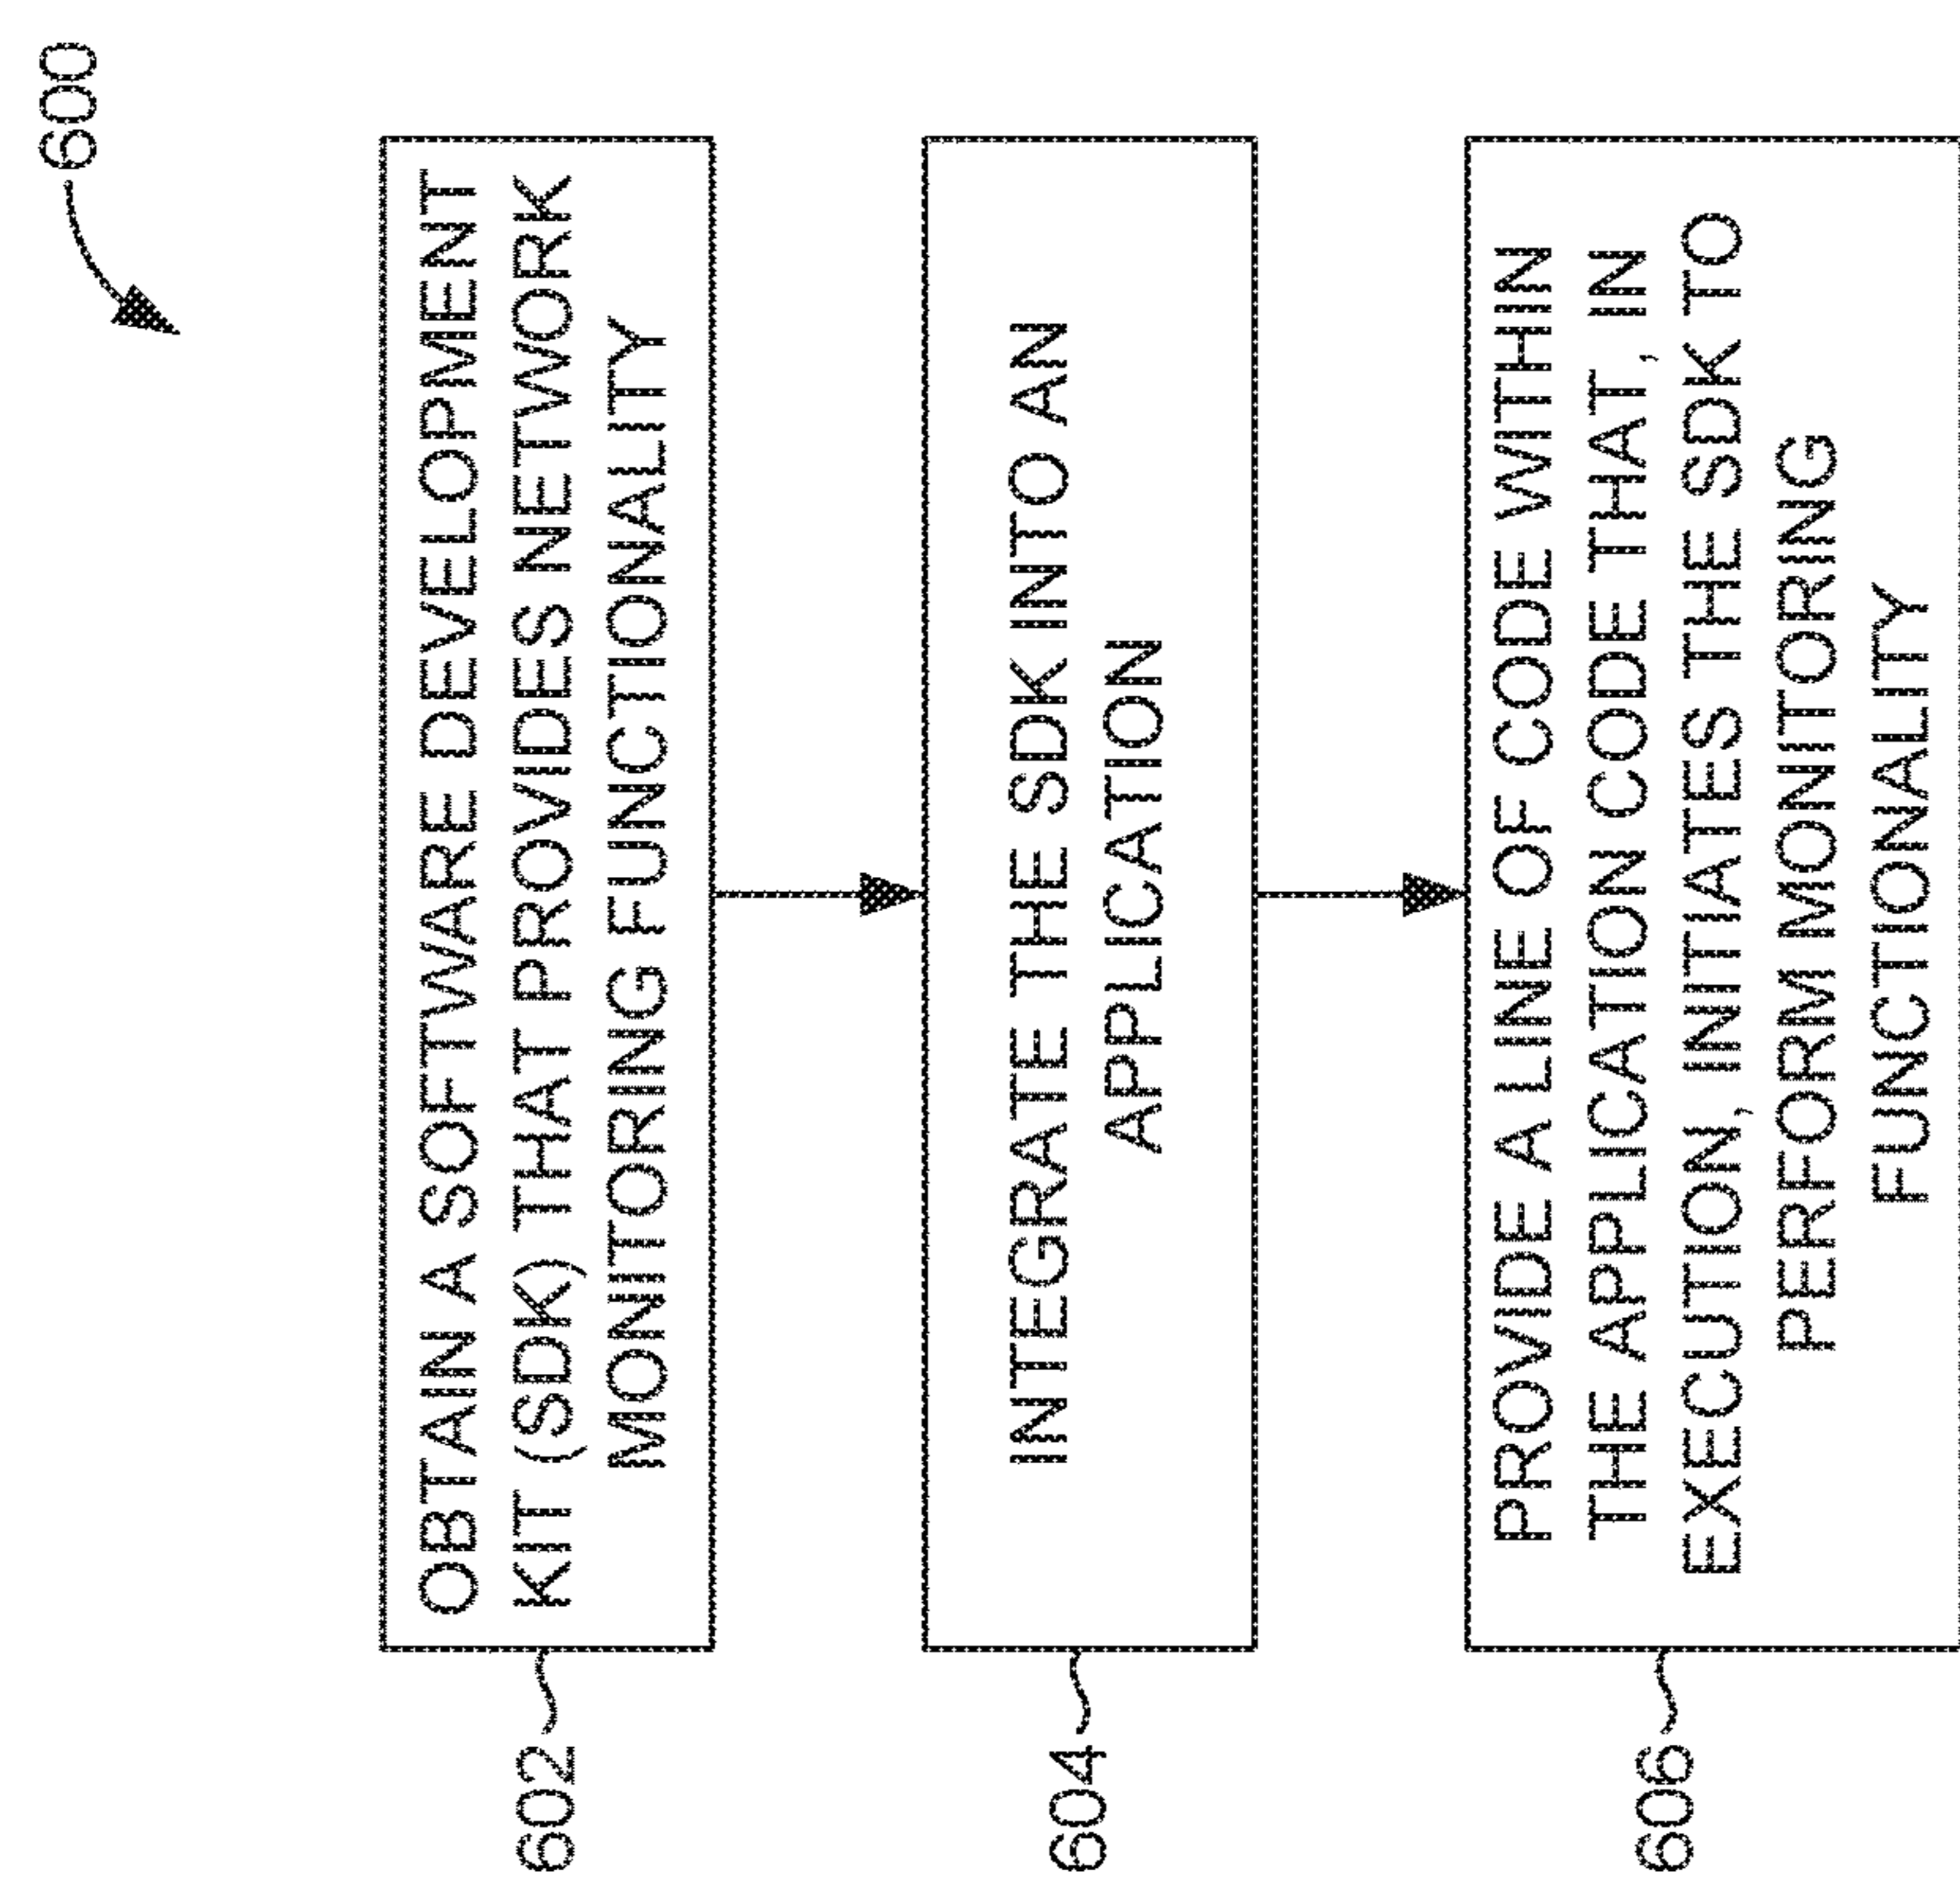 600
602
OBTAIN A SOFTWARE DEVELOPMENT
KIT (SDK) THAT PROVIDES NETWORK
MONITORING FUNCTIONALITY
604
INTEGRATE THE SDK INTO AN
APPLICATION
606
PROVIDE A LINE OF CODE WITHIN
THE APPLICATION CODE THAT, IN
EXECUTION, INITIATES THE SDK TO
PERFORM MONITORING
FUNCTIONALITY